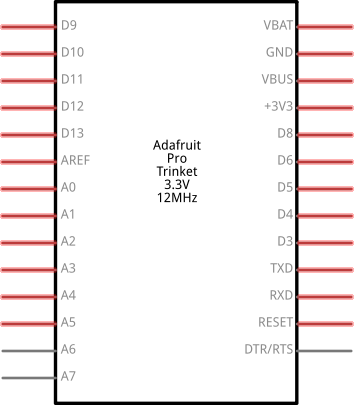 D9
D10
D11
D12
D13
AREF
A0
A1
A2
A3
A4
A5
A6
A7
Adafruit
Pro
Trinket
3.3V
12MHz
VBAT
GND
VBUS
+3V3
D8
D6
D5
D4
D3
TXD
RXD
RESET
DTR/RTS